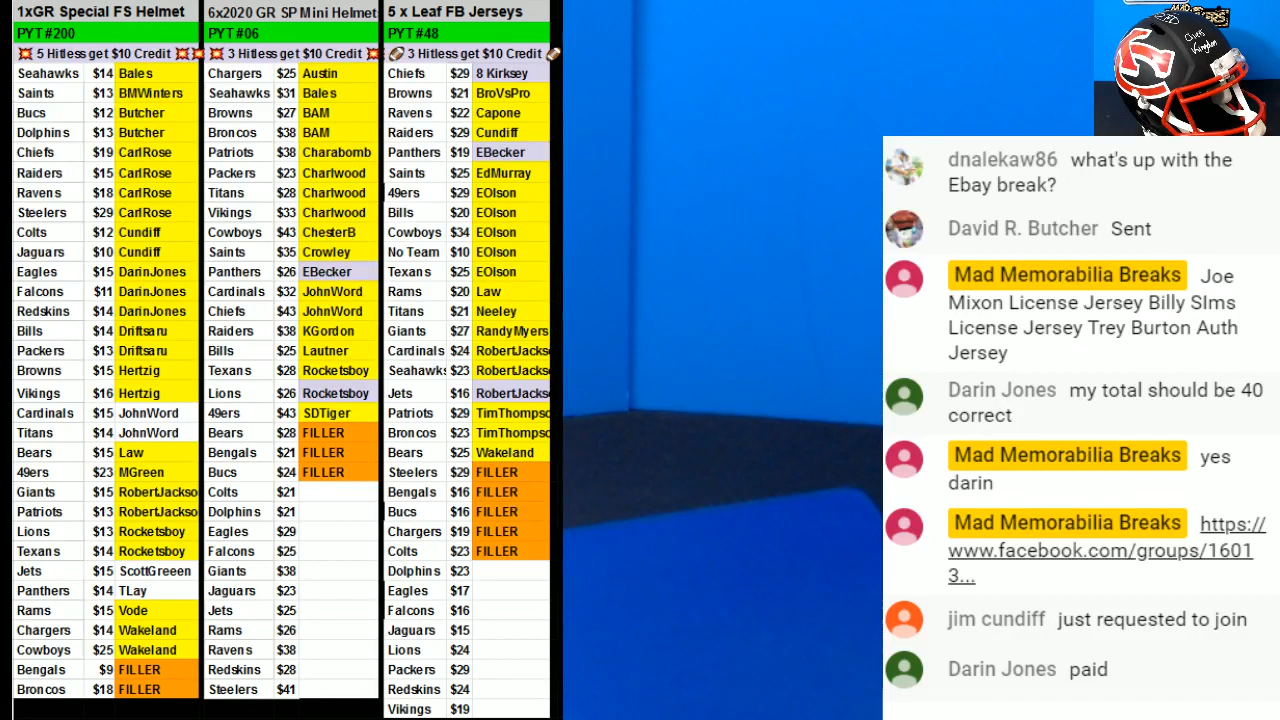 1xGR Special FS Helmet
PYT #200
5 Hitless get $10 Credit
Seahawks $14 Bales
Saints $13 BMWinters
Bucs $12 Butcher
Dolphins $13 Butcher
Chiefs $19 CarlRose
Raiders $15 CarlRose
Ravens $18 CarlRose
Steelers $29 CarlRose
Colts $12 Cundiff
Jaguars $10 Cundiff
Eagles $15 DarinJones
Falcons $11 DarinJones
Redskins $14 DarinJones
Bills $14 Driftsaru
Packers $13 Driftsaru
Browns $15 Hertzig
Vikings $16 Hertzig
Cardinals $15 JohnWord
Titans $14 JohnWord
Bears $15 Law
49ers $23 MGreen
Giants $15 RobertJackso
Patriots $13 RobertJackso
Lions $13 Rocketsboy
Texans $14 Rocketsboy
Jets $15 ScottGreeen
Panthers $14 TLay
Rams $15 Vode
Chargers $14 Wakeland
Cowboys $25 Wakeland
Bengals $9 FILLER
Broncos $18 FILLER
6x2020 GR SP Mini Helmet
PYT #06
3 Hitless get $10 Credit
Chargers $25 Austin
Seahawks $31 Bales
Browns $27 BAM
Broncos $38 BAM
Patriots $38 Charabomb
Packers $23 Charlwood
Titans $28 Charlwood
Vikings $33 Charlwood
Cowboys $43 ChesterB
Saints $35 Crowley
Panthers $26 EBecker
Cardinals $32 JohnWord
Chiefs $43 JohnWord
Raiders $38 KGordon
Bills $25 Lautner
Texans $28 Rocketsboy
Lions $26 Rocketsboy
49ers $43 SDTiger
Bears $28 FILLER
Bengals $21 FILLER
Bucs $24 FILLER
Colts $21
Dolphins $21
Eagles $29
Falcons $25
Giants $38
Jaguars $23
Jets $25
Rams $26
Ravens $38
Redskins $28
Steelers $41
5 x Leaf FB Jerseys
PYT #48
3 Hitless get $10 Credit
Chiefs $29 8 Kirksey
Browns $21 BroVsPro
Ravens $22 Capone
Raiders $29 Cundiff
Panthers $19 EBecker
Saints $25 EdMurray
49ers $29 EOlson
Bills $20 EOlson
Cowboys $34 EOlson
No Team $10 EOlson
Texans $25 EOlson
Rams $20 Law
Titans $21 Neeley
Giants $27 RandyMyers
Cardinals $24 RobertJackso
Seahawks $23 RobertJackso
Jets $16 RobertJackso
Patriots $29 TimThompso
Broncos $23 TimThompso
Bears $25 Wakeland
Steelers $29 FILLER
Bengals $16 FILLER
Bucs $16 FILLER
Chargers $19 FILLER
Colts $23 FILLER
Dolphins $23
Eagles $17
Falcons $16
Jaguars $15
Lions $24
Packers $29
Redskins $24
Vikings $19
dnalekaw86 what's up with the
Ebay break?
David R. Butcher Sent
Mad Memorabilia Breaks Joe
Mixon License Jersey Billy SIms
License Jersey Trey Burton Auth
Jersey
Darin Jones my total should be 40
correct
Mad Memorabilia Breaks yes
darin
Mad Memorabilia Breaks https://
www.facebook.com/groups/1601
3...
jim cundiff just requested to join
Darin Jones paid